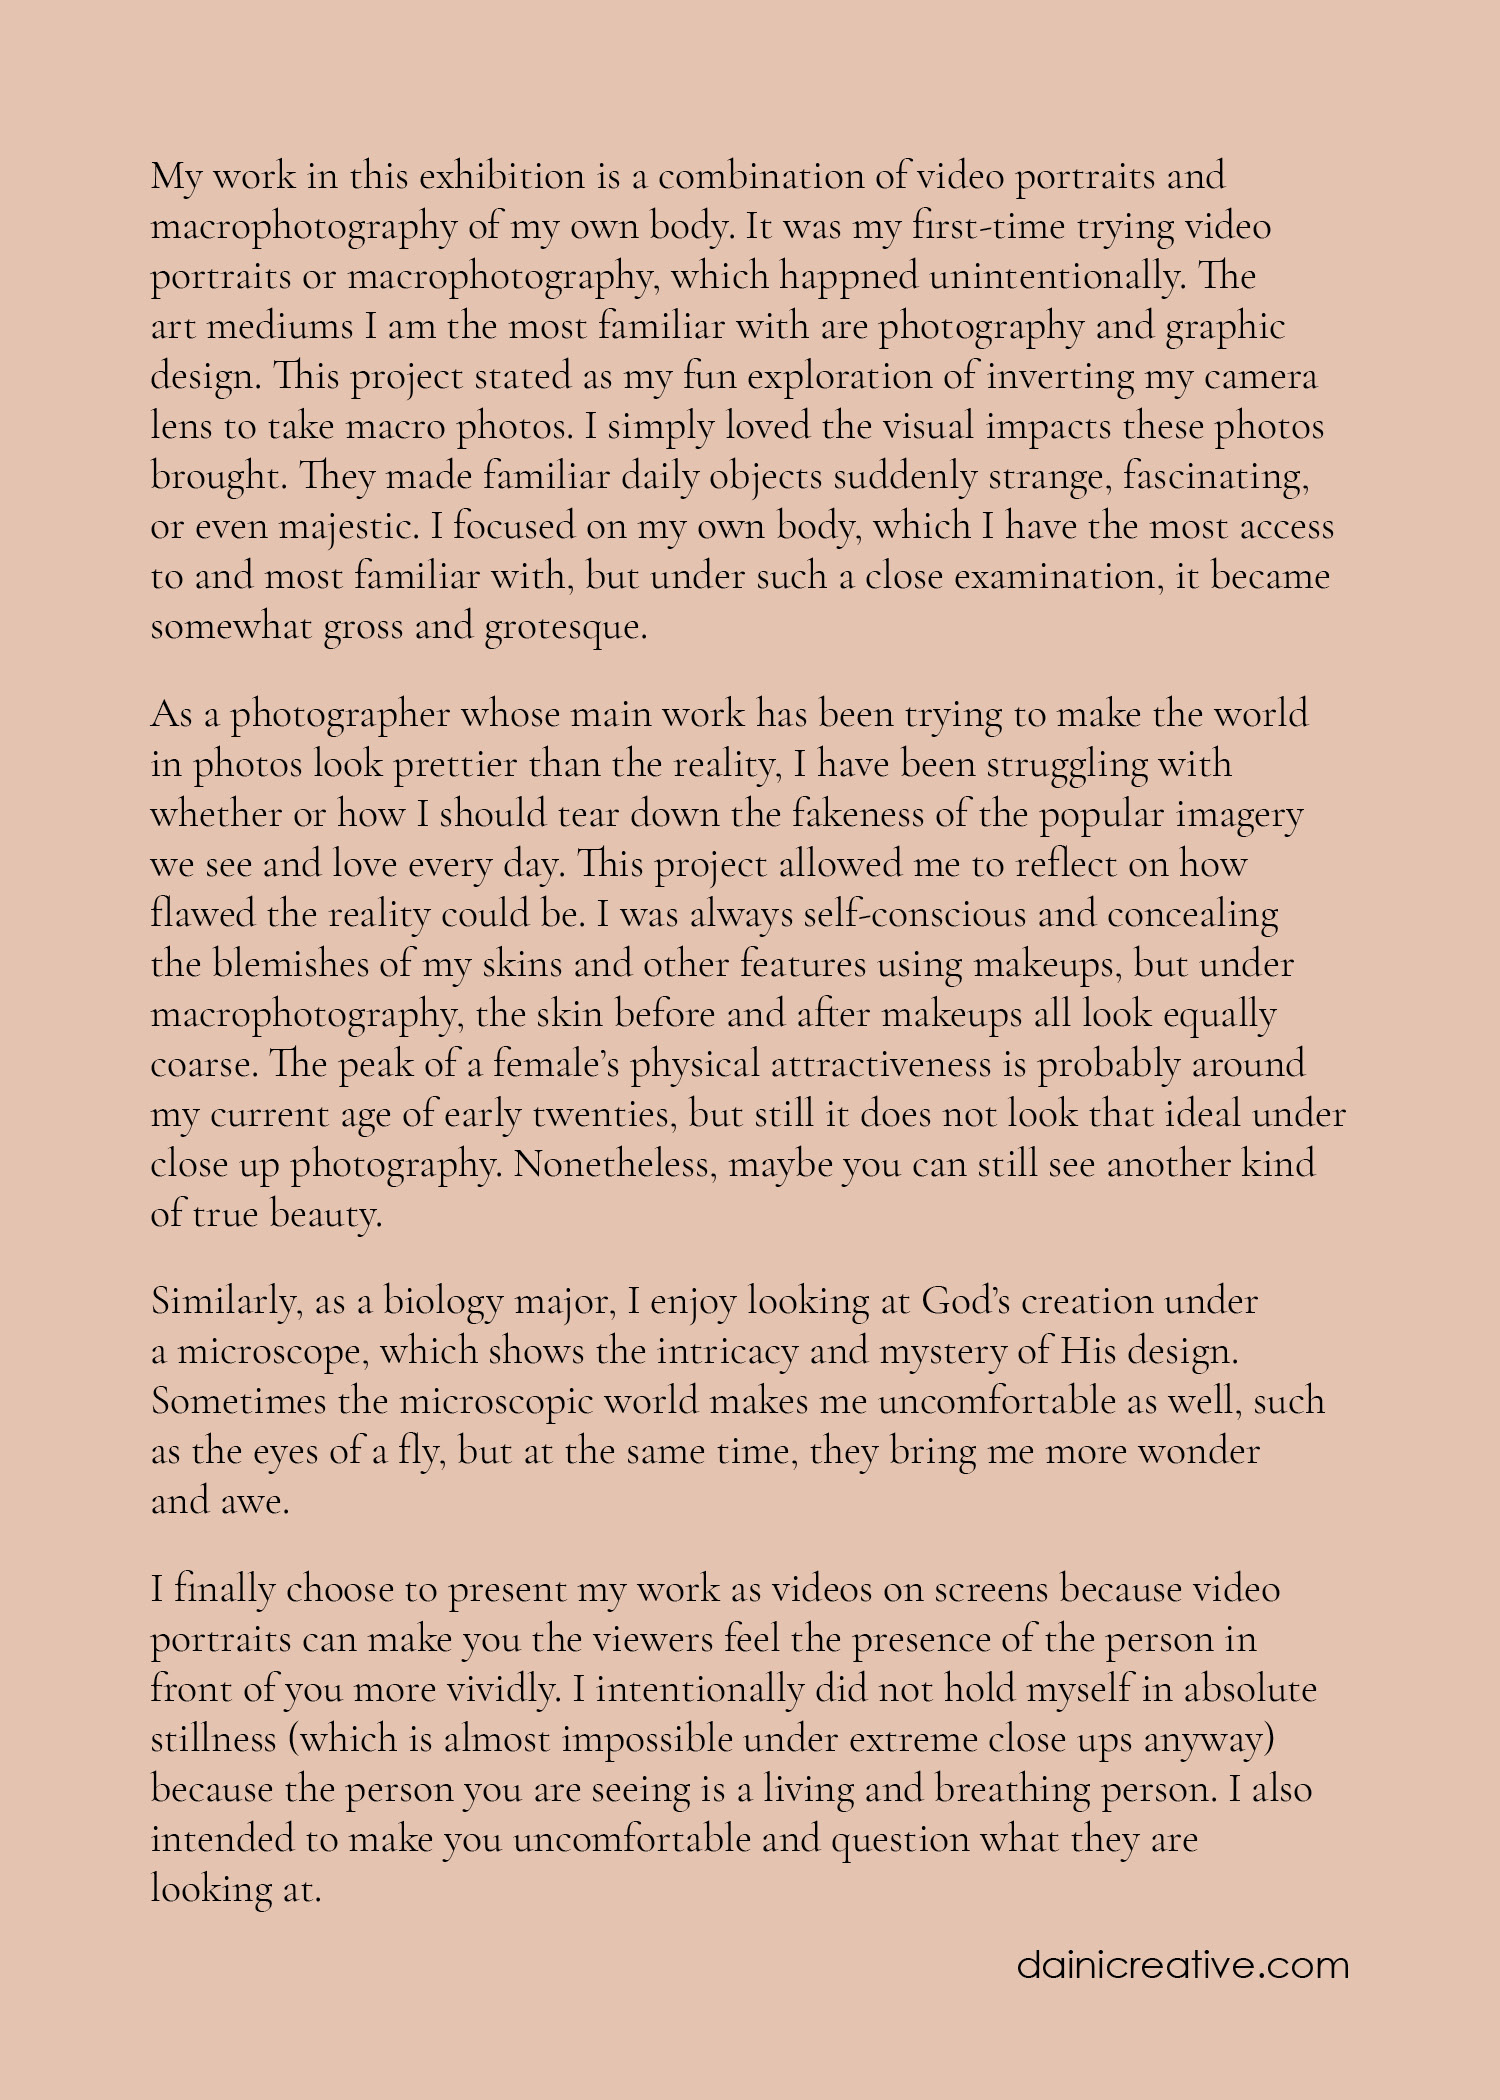 My work in this exhibition is a combination of video portraits and
macrophotography of my own body. It was my first-time trying video
portraits or macrophotography, which happned unintentionally. The
art mediums I am the most familiar with are photography and graphic
design. This project stated as my fun exploration of inverting my camera
lens to take macro photos. I simply loved the visual impacts these photos
brought. They made familiar daily objects suddenly strange, fascinating,
or even majestic. I focused on my own body, which I have the most access
to and most familiar with, but under such a close examination, it became
somewhat gross and grotesque.
As a photographer whose main work has been trying to make the world
in photos look prettier than the reality, I have been struggling with
whether or how I should tear down the fakeness of the popular imagery
we see and love every day. This project allowed me to reflect on how
flawed the reality could be. I was always self-conscious and concealing
the blemishes of my skins and other features using makeups, but under
macrophotography, the skin before and after makeups all look equally
coarse. The peak of a female’s physical attractiveness is probably around
my current age of early twenties, but still it does not look that ideal under
close up photography. Nonetheless, maybe you can still see another kind
of true beauty.
Similarly, as a biology major, I enjoy looking at God’s creation under
a microscope, which shows the intricacy and mystery of His design.
Sometimes the microscopic world makes me uncomfortable as well, such
as the eyes of a fly, but at the same time, they bring me more wonder
and awe.
I finally choose to present my work as videos on screens because video
portraits can make you the viewers feel the presence of the person in
front of you more vividly. I intentionally did not hold myself in absolute
stillness (which is almost impossible under extreme close ups anyway)
because the person you are seeing is a living and breathing person. I also
intended to make you uncomfortable and question what they are
looking at.
dainicreative.com